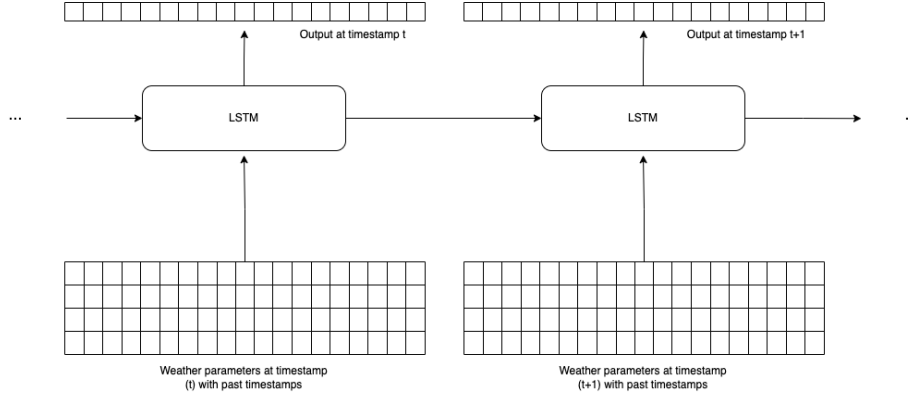 Output at timestamp t
Output at timestamp t+1
...
LSTM
LSTM
.
Weather parameters at timestamp
(t) with past timestamps
Weather parameters at timestamp
(t+1) with past timestamps